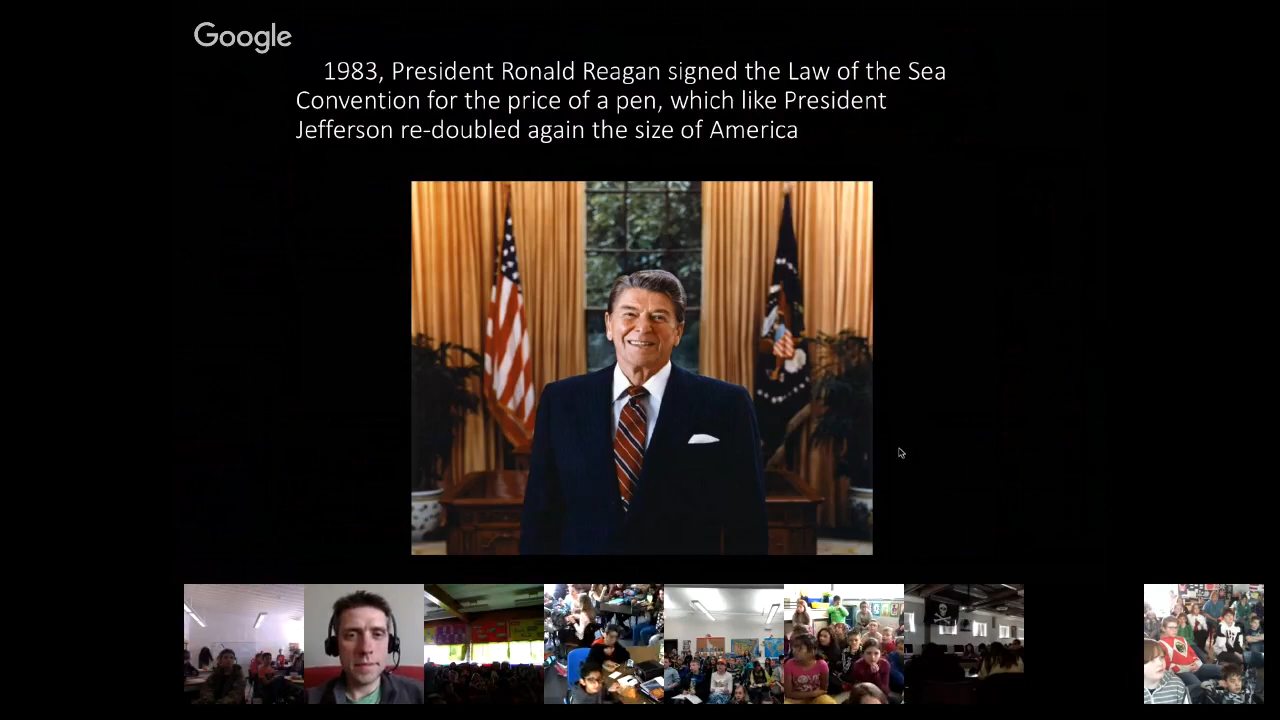 Google
1983, President Ronald Reagan signed the Law of the Sea
Convention for the price of a pen, which like President
Jefferson re-doubled again the size of America